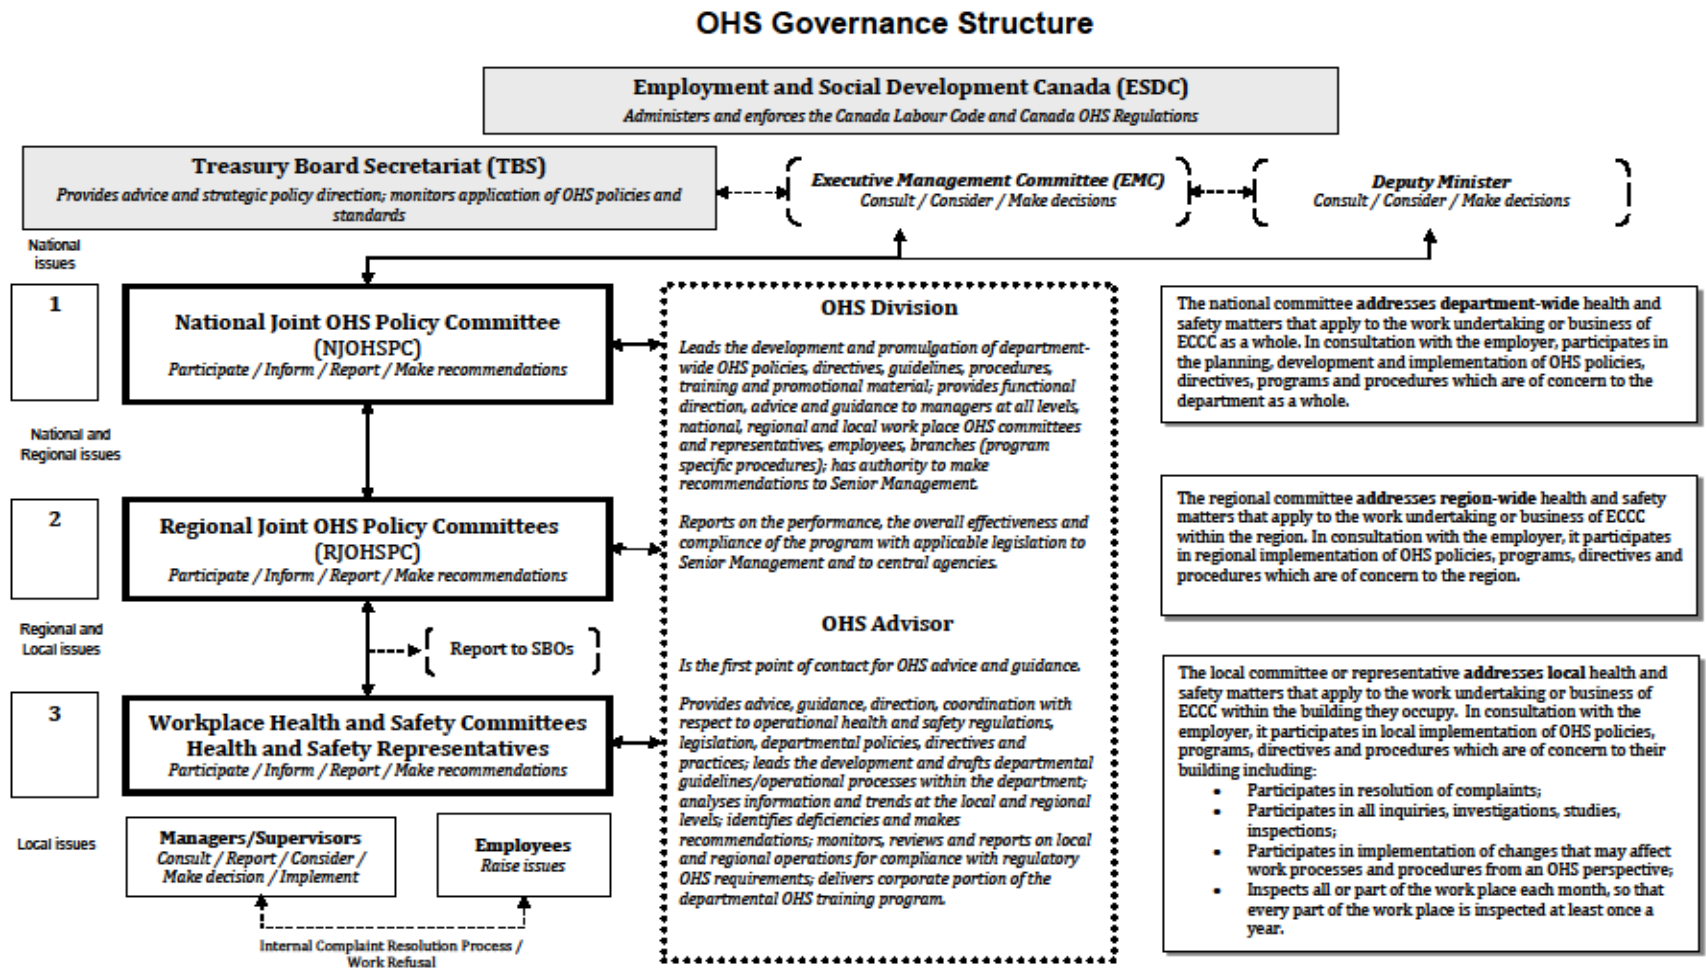 OHS Governance Structure
Employment and Social Development Canada (ESDC)
Administers and enforces the Canada Labour Code and Canada OHS Regulations
Treasury Board Secretariat (TBS)
Provides advice and strategic policy direction; monitors application of OHS policies and
standards
Executive Management Committee (EMC)
Consult / Consider / Make decisions
Deputy Minister
Consult / Consider / Make decisions
National
issues
1
National Joint OHS Policy Committee
(NJOHSPC)
Participate / Inform / Report / Make recommendations
National and
Regional issues
2
Regional Joint OHS Policy Committees
(RJOHSPC)
Participate / Inform / Report / Make recommendations
Regional and
Local issues
Report to SBOs
3
Workplace Health and Safety Committees
Health and Safety Representatives
Participate / Inform / Report / Make recommendations
Local issues
Managers/Supervisors
Consult / Report / Consider /
Make decision / Implement
Employees
Raise issues
Internal Complaint Resolution Process /
Work Refusal
OHS Division
Leads the development and promulgation of department-
wide OHS policies, directives, guidelines, procedures,
training and promotional material; provides functional
direction, advice and guidance to managers at all levels,
national, regional and local work place OHS committees
and representatives, employees, branches (program
specific procedures); has authority to make
recommendations to Senior Management.
Reports on the performance, the overall effectiveness and
compliance of the program with applicable legislation to
Senior Management and to central agencies.
OHS Advisor
Is the first point of contact for OHS advice and guidance.
Provides advice, guidance, direction, coordination with
respect to operational health and safety regulations,
legislation, departmental policies, directives and
practices; leads the development and drafts departmental
guidelines/operational processes within the department;
analyses information and trends at the local and regional
levels; identifies deficiencies and makes
recommendations; monitors, reviews and reports on local
and regional operations for compliance with regulatory
OHS requirements; delivers corporate portion of the
departmental OHS training program.
The national committee addresses department-wide health and
safety matters that apply to the work undertaking or business of
ECCC as a whole. In consultation with the employer, participates in
the planning, development and implementation of OHS policies,
directives, programs and procedures which are of concern to the
department as a whole.
The regional committee addresses region-wide health and safety
matters that apply to the work undertaking or business of ECCC
within the region. In consultation with the employer, it participates
in regional implementation of OHS policies, programs, directives and
procedures which are of concern to the region.
The local committee or representative addresses local health and
safety matters that apply to the work undertaking or business of
ECCC within the building they occupy. In consultation with the
employer, it participates in local implementation of OHS policies,
programs, directives and procedures which are of concern to their
building including:
• Participates in resolution of complaints;
• Participates in all inquiries, investigations, studies,
inspections;
• Participates in implementation of changes that may affect
work processes and procedures from an OHS perspective;
• Inspects all or part of the work place each month, so that
every part of the work place is inspected at least once a
year.